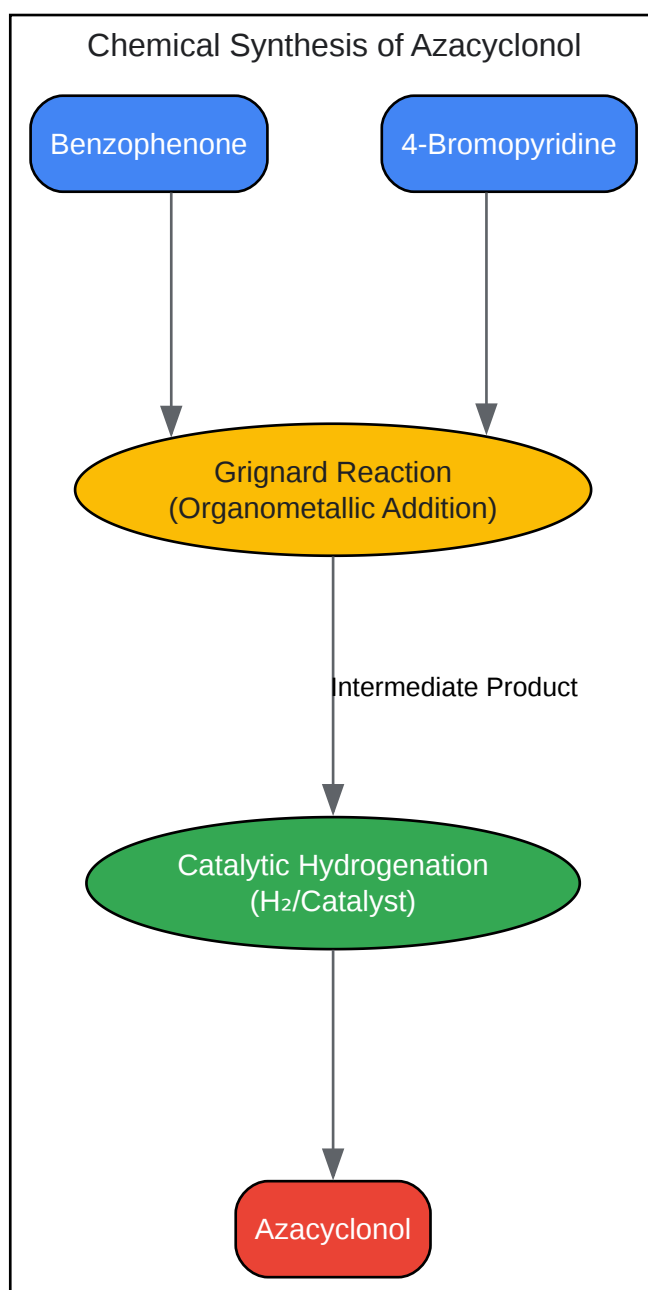 Chemical Synthesis of Azacyclonol
Benzophenone
4-Bromopyridine
Grignard Reaction
(Organometallic Addition)
Intermediate Product
Catalytic Hydrogenation
(H₂/Catalyst)
Azacyclonol